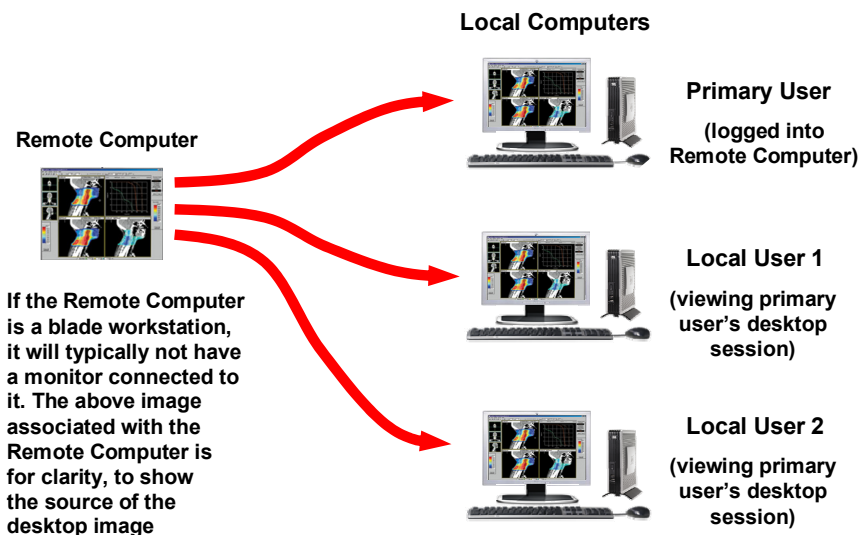 Local Computers
Remote Computer
If the Remote Computer
is a blade workstation,
it will typically not have
a monitor connected to
it. The above image
associated with the
Remote Computer is
for clarity, to show
the source of the
desktop image
Primary User
(logged into
Remote Computer)
Local User 1
(viewing primary
user's desktop
session)
Local User 2
(viewing primary
user's desktop
session)